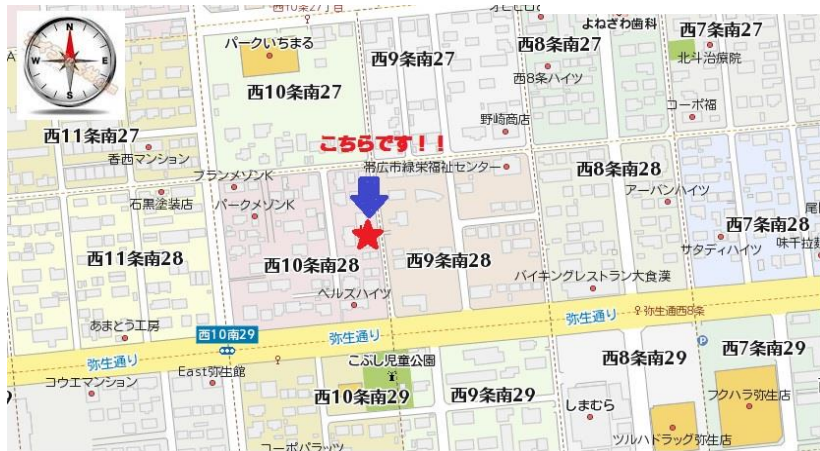 西10条27丁目
よねざわ歯科
西7条南27
N
W
E
S
パークいちまる
西9条南27
西8条南27
北斗治療院
西8条ハイツ
西10条南27
コーポ福
野崎商店
西11条南27
こちらです！！
香西マンション
帯広市緑栄福祉センター
西8条南28
フランメゾンK
アーバンハイツ
石黒塗装店
パークメゾンK
西7条南28
サタディハイツ
味千拉麺
西11条南28
西10条南28
西9条南28
バイキングレストラン大食漢
ベルズハイツ
弥生通西8条
あまとう工房
西10南29
弥生通り
弥生通り
弥生通り
こぶし児童公園
西8条南29
西7条南29
P
コウエマンション
East弥生館
西10条南29
西9条南29
しまむら
フクハラ弥生店
ツルハドラッグ弥生店
コーポパラッツ